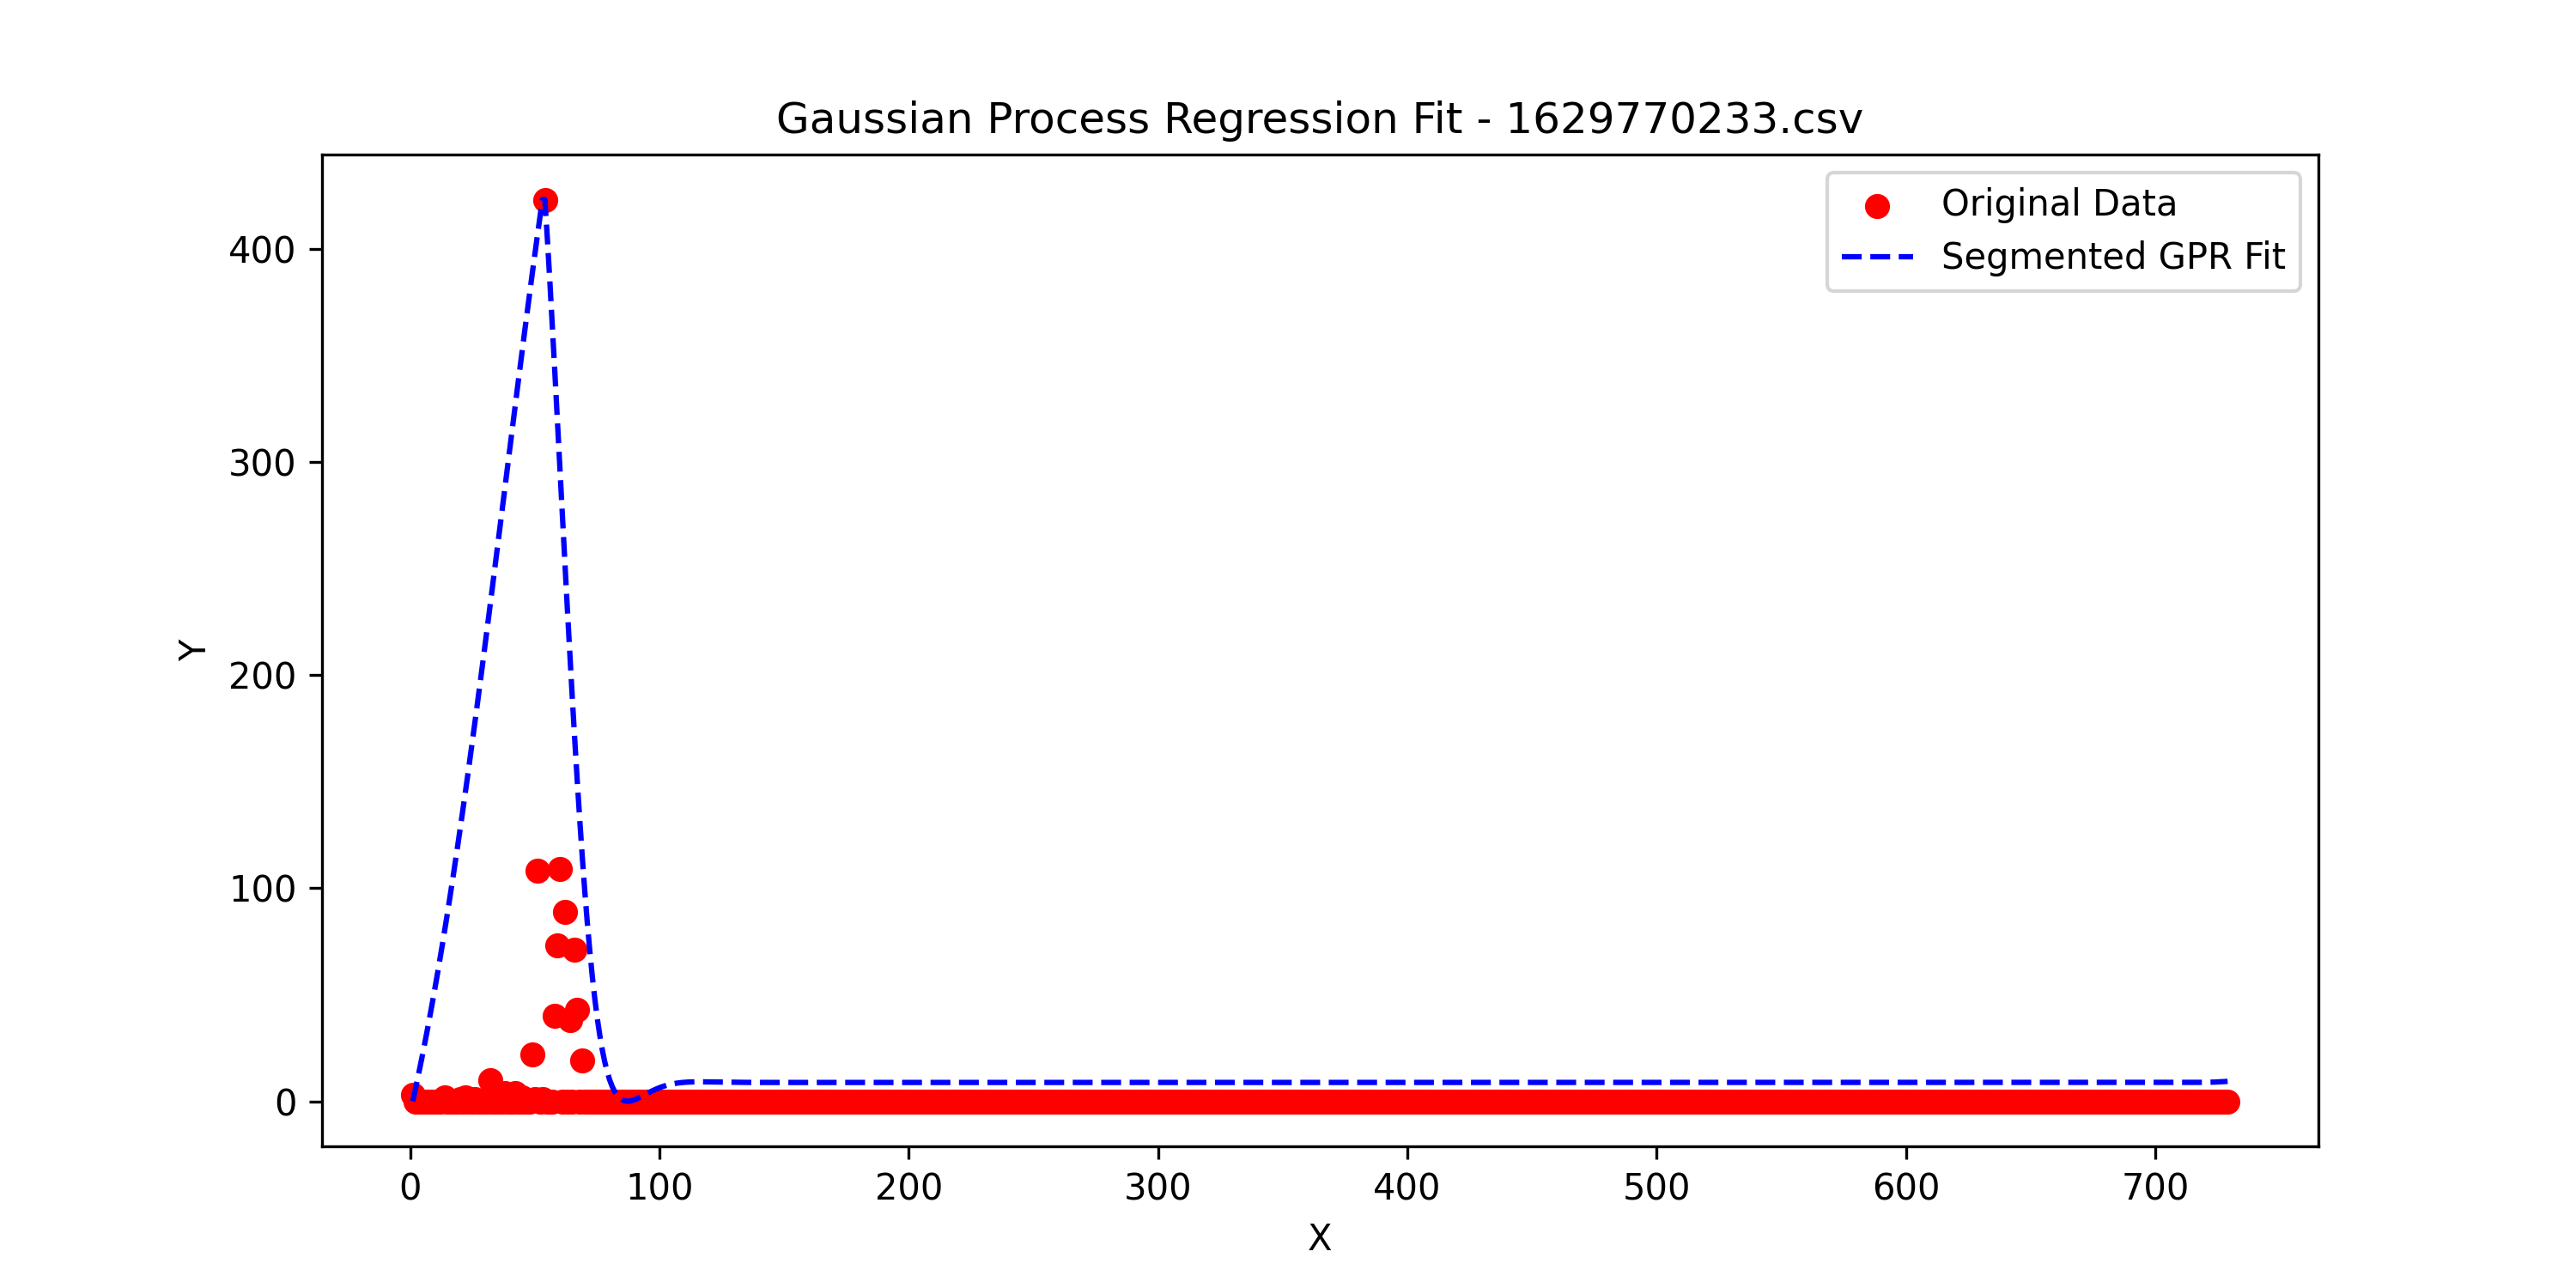 Gaussian Process Regression Fit - 1629770233.csv
Original Data
Segmented GPR Fit
400
300
200
100
0
Y
0 100 200 300 400 500 600 700
X